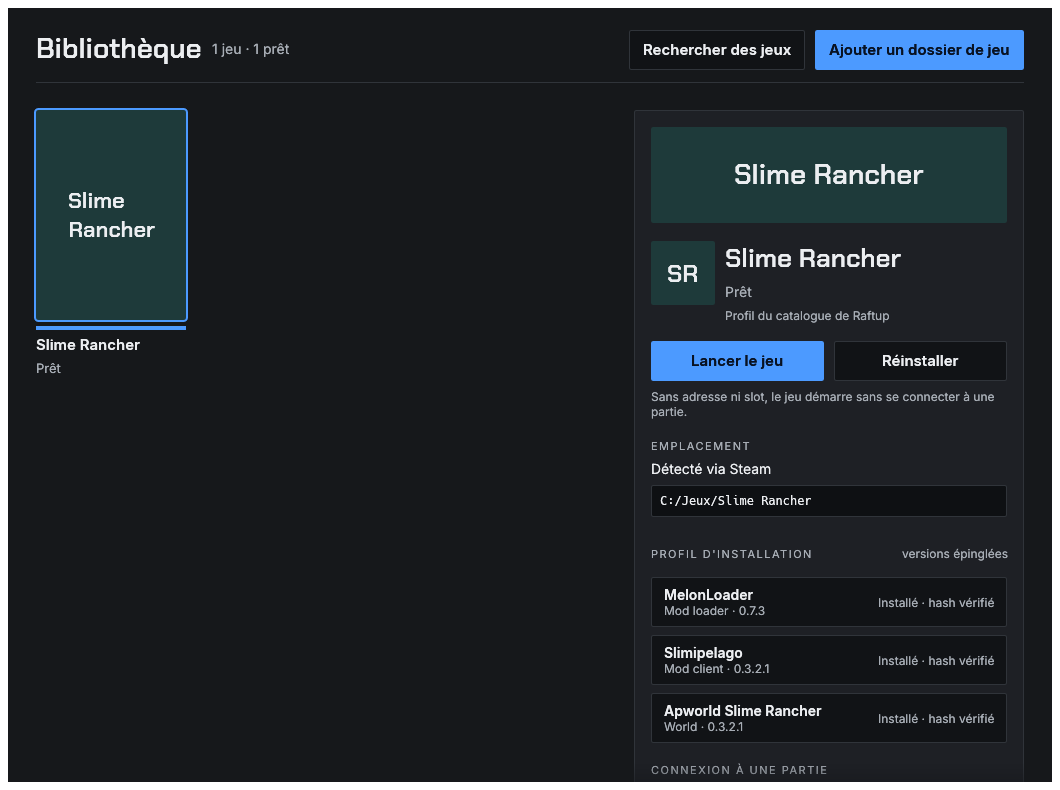 Bibliothèque 1 jeu · 1 prêt
Rechercher des jeux
Ajouter un dossier de jeu
Slime
Rancher
Slime Rancher
Prêt
Slime Rancher
SR
Slime Rancher
Prêt
Profil du catalogue de Raftup
Lancer le jeu
Réinstaller
Sans adresse ni slot, le jeu démarre sans se connecter à une
partie.
EMPLACEMENT
Détecté via Steam
C:/Jeux/Slime Rancher
PROFIL D'INSTALLATION
versions épinglées
MelonLoader
Mod loader · 0.7.3
Installé · hash vérifié
Slimipelago
Mod client · 0.3.2.1
Installé · hash vérifié
Apworld Slime Rancher
World · 0.3.2.1
Installé · hash vérifié
CONNEXION À UNE PARTIE